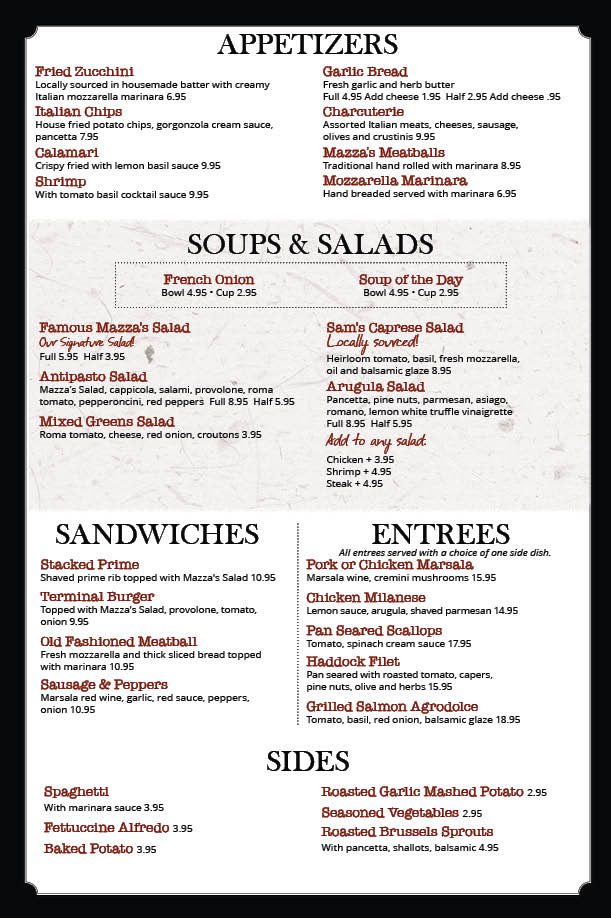 APPETIZERS
Fried Zucchini
Locally sourced in housemade batter with creamy
Italian mozzarella marinara 6.95
Italian Chips
House fried potato chips, gorgonzola cream sauce,
pancetta 7.95
Calamari
Crispy fried with lemon basil sauce 9.95
Shrimp
With tomato basil cocktail sauce 9.95
Garlic Bread
Fresh garlic and herb butter
Full 4.95 Add cheese 1.95 Half 2.95 Add cheese .95
Charcuterie
Assorted Italian meats, cheeses, sausage,
olives and crustinis 9.95
Mazza's Meatballs
Traditional hand rolled with marinara 8.95
Mozzarella Marinara
Hand breaded served with marinara 6.95
SOUPS & SALADS
French Onion
Bowl 4.95 • Cup 2.95
Soup of the Day
Bowl 4.95 • Cup 2.95
Famous Mazza's Salad
Our Signature Salad!
Full 5.95 Half 3.95
Antipasto Salad
Mazza's Salad, cappicola, salami, provolone, roma
tomato, pepperoncini, red peppers Full 8.95 Half 5.95
Mixed Greens Salad
Roma tomato, cheese, red onion, croutons 3.95
Sam's Caprese Salad
Locally sourced!
Heirloom tomato, basil, fresh mozzarella,
oil and balsamic glaze 8.95
Arugula Salad
Pancetta, pine nuts, parmesan, asiago,
romano, lemon white truffle vinaigrette
Full 8.95 Half 5.95
Add to any salad:
Chicken + 3.95
Shrimp + 4.95
Steak + 4.95
SANDWICHES
Stacked Prime
Shaved prime rib topped with Mazza's Salad 10.95
Terminal Burger
Topped with Mazza's Salad, provolone, tomato,
onion 9.95
Old Fashioned Meatball
Fresh mozzarella and thick sliced bread topped
with marinara 10.95
Sausage & Peppers
Marsala red wine, garlic, red sauce, peppers,
onion 10.95
ENTREES
All entrees served with a choice of one side dish.
Pork or Chicken Marsala
Marsala wine, cremini mushrooms 15.95
Chicken Milanese
Lemon sauce, arugula, shaved parmesan 14.95
Pan Seared Scallops
Tomato, spinach cream sauce 17.95
Haddock Filet
Pan seared with roasted tomato, capers,
pine nuts, olive and herbs 15.95
Grilled Salmon Agrodolce
Tomato, basil, red onion, balsamic glaze 18.95
SIDES
Spaghetti
With marinara sauce 3.95
Fettuccine Alfredo 3.95
Baked Potato 3.95
Roasted Garlic Mashed Potato 2.95
Seasoned Vegetables 2.95
Roasted Brussels Sprouts
With pancetta, shallots, balsamic 4.95